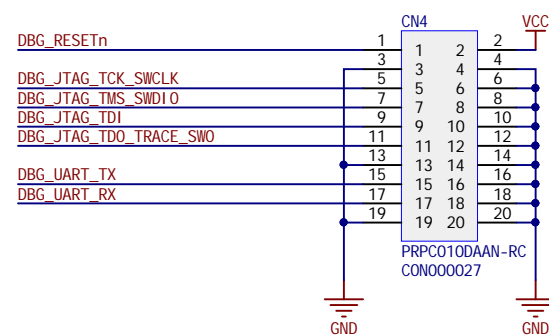 CN4
VCC
DBG_RESETn 1 1 2 2
3 3 4 4
DBG_JTAG_TCK_SWCLK 5 5 6 6
DBG_JTAG_TMS_SWDIO 7 7 8 8
DBG_JTAG_TDI 9 9 10 10
DBG_JTAG_TDO_TRACE_SWO 11 11 12 12
13 13 14 14
DBG_UART_TX 15 15 16 16
DBG_UART_RX 17 17 18 18
19 19 20 20
PRPC010DAAN-RC
CON000027
GND
GND